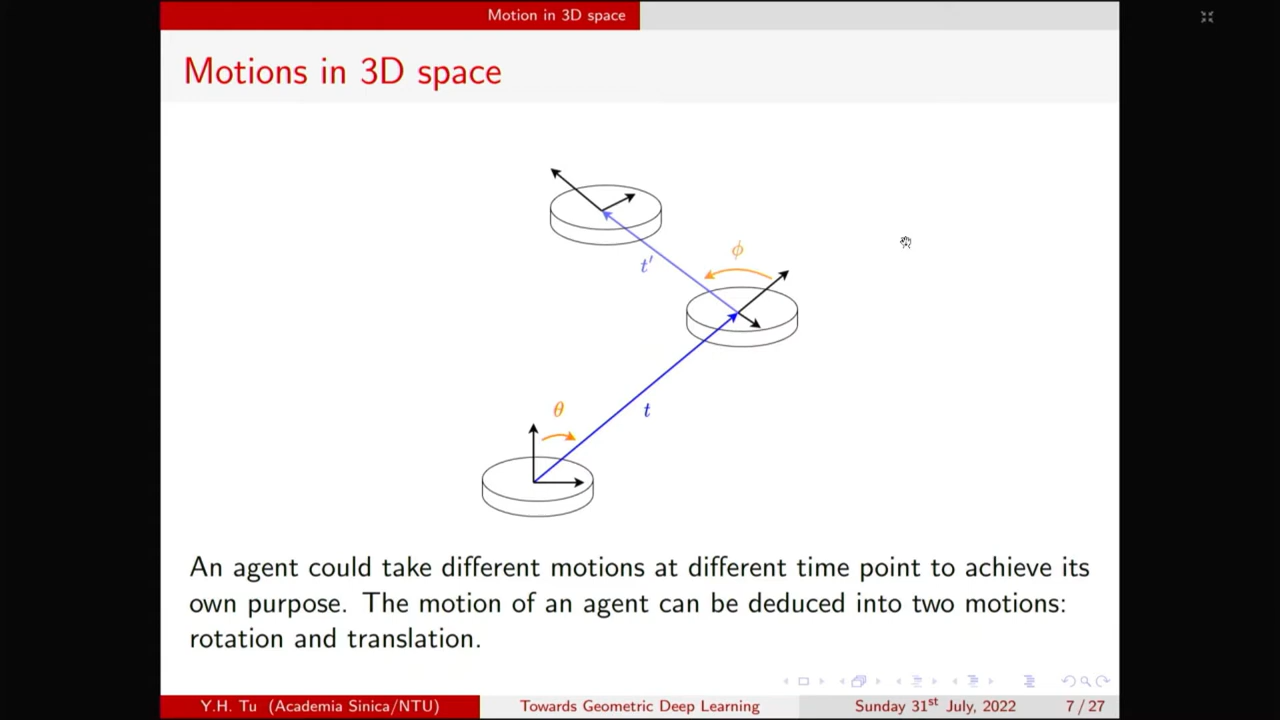 Motion in 3D space
Motions in 3D space
ϕ
t′
θ
t
An agent could take different motions at different time point to achieve its
own purpose. The motion of an agent can be deduced into two motions:
rotation and translation.
Y.H. Tu (Academia Sinica/NTU) Towards Geometric Deep Learning Sunday 31st July, 2022 7 / 27